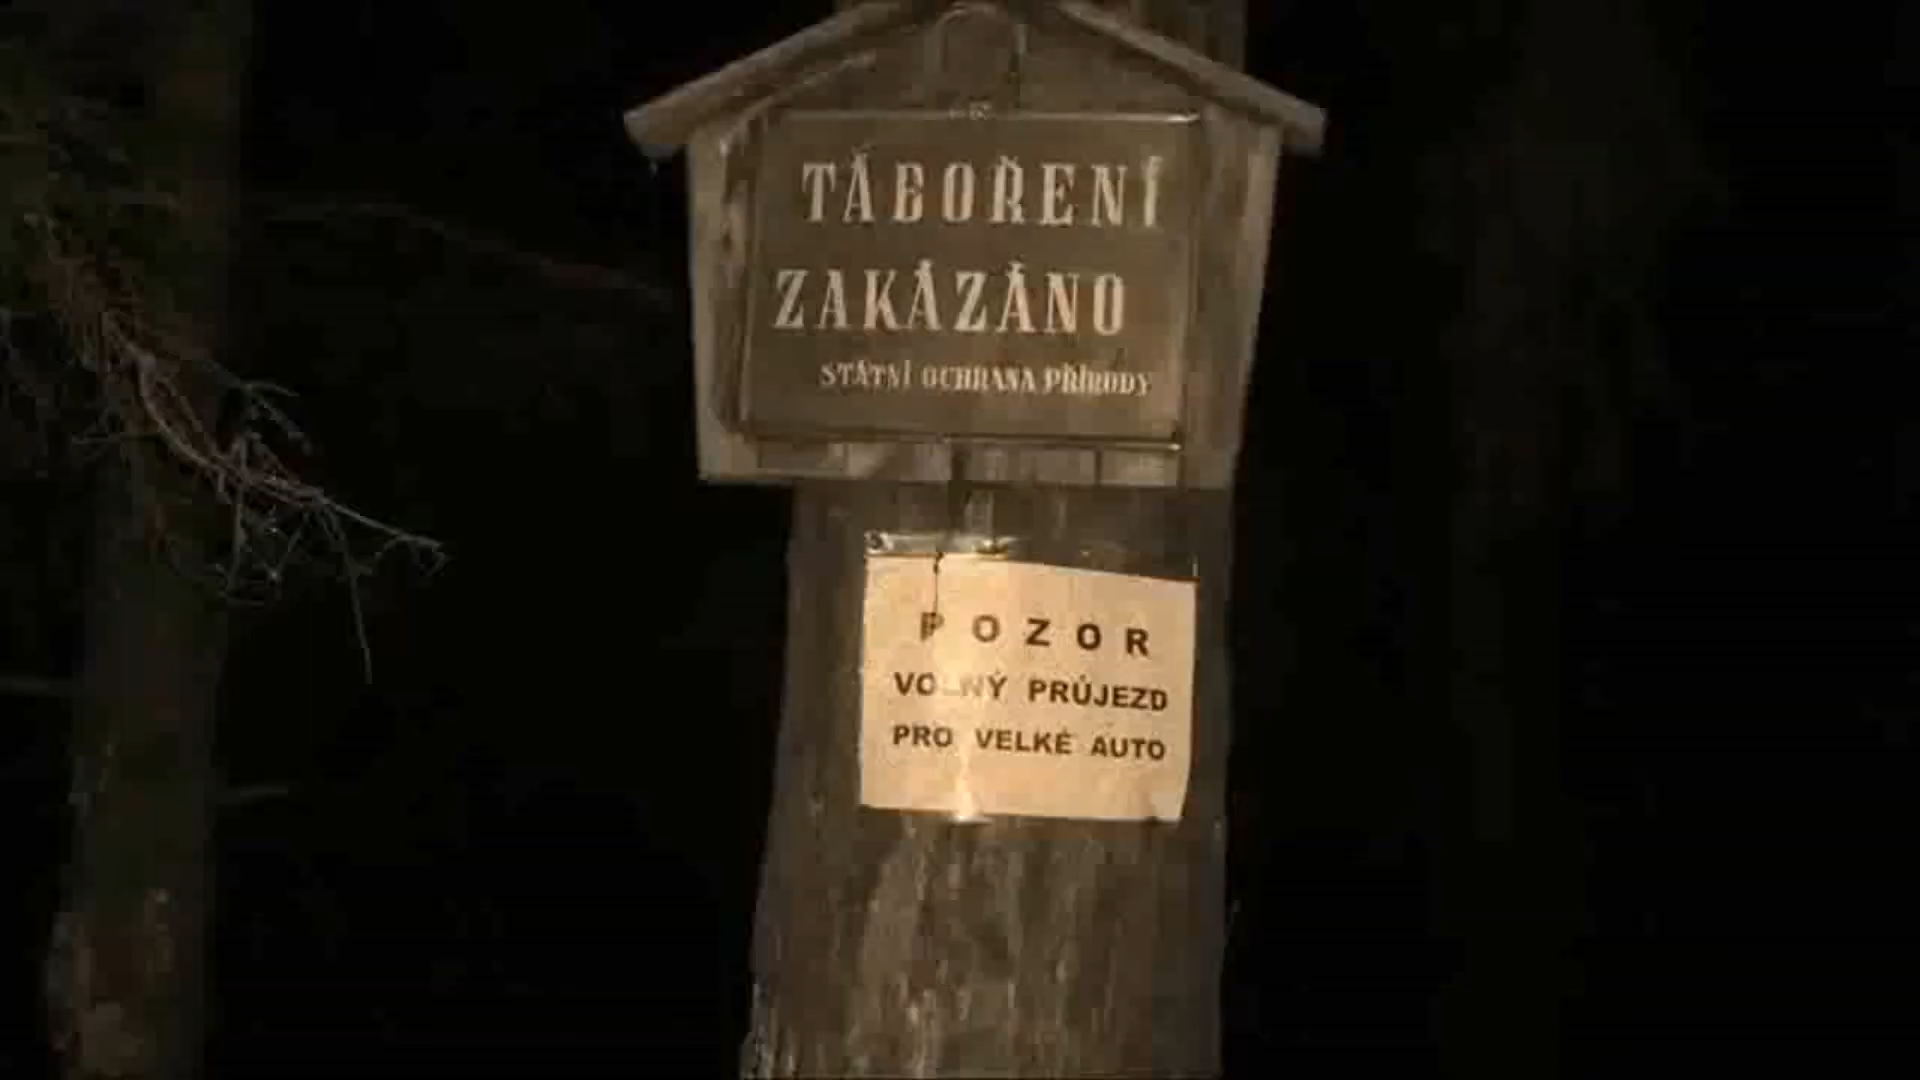 TÁBOŘENÍ
ZAKÁZÁNO
STÁTNÍ OCHRANA PŘÍRODY
POZOR
VOLNÝ PRŮJEZD
PRO VELKÉ AUTO